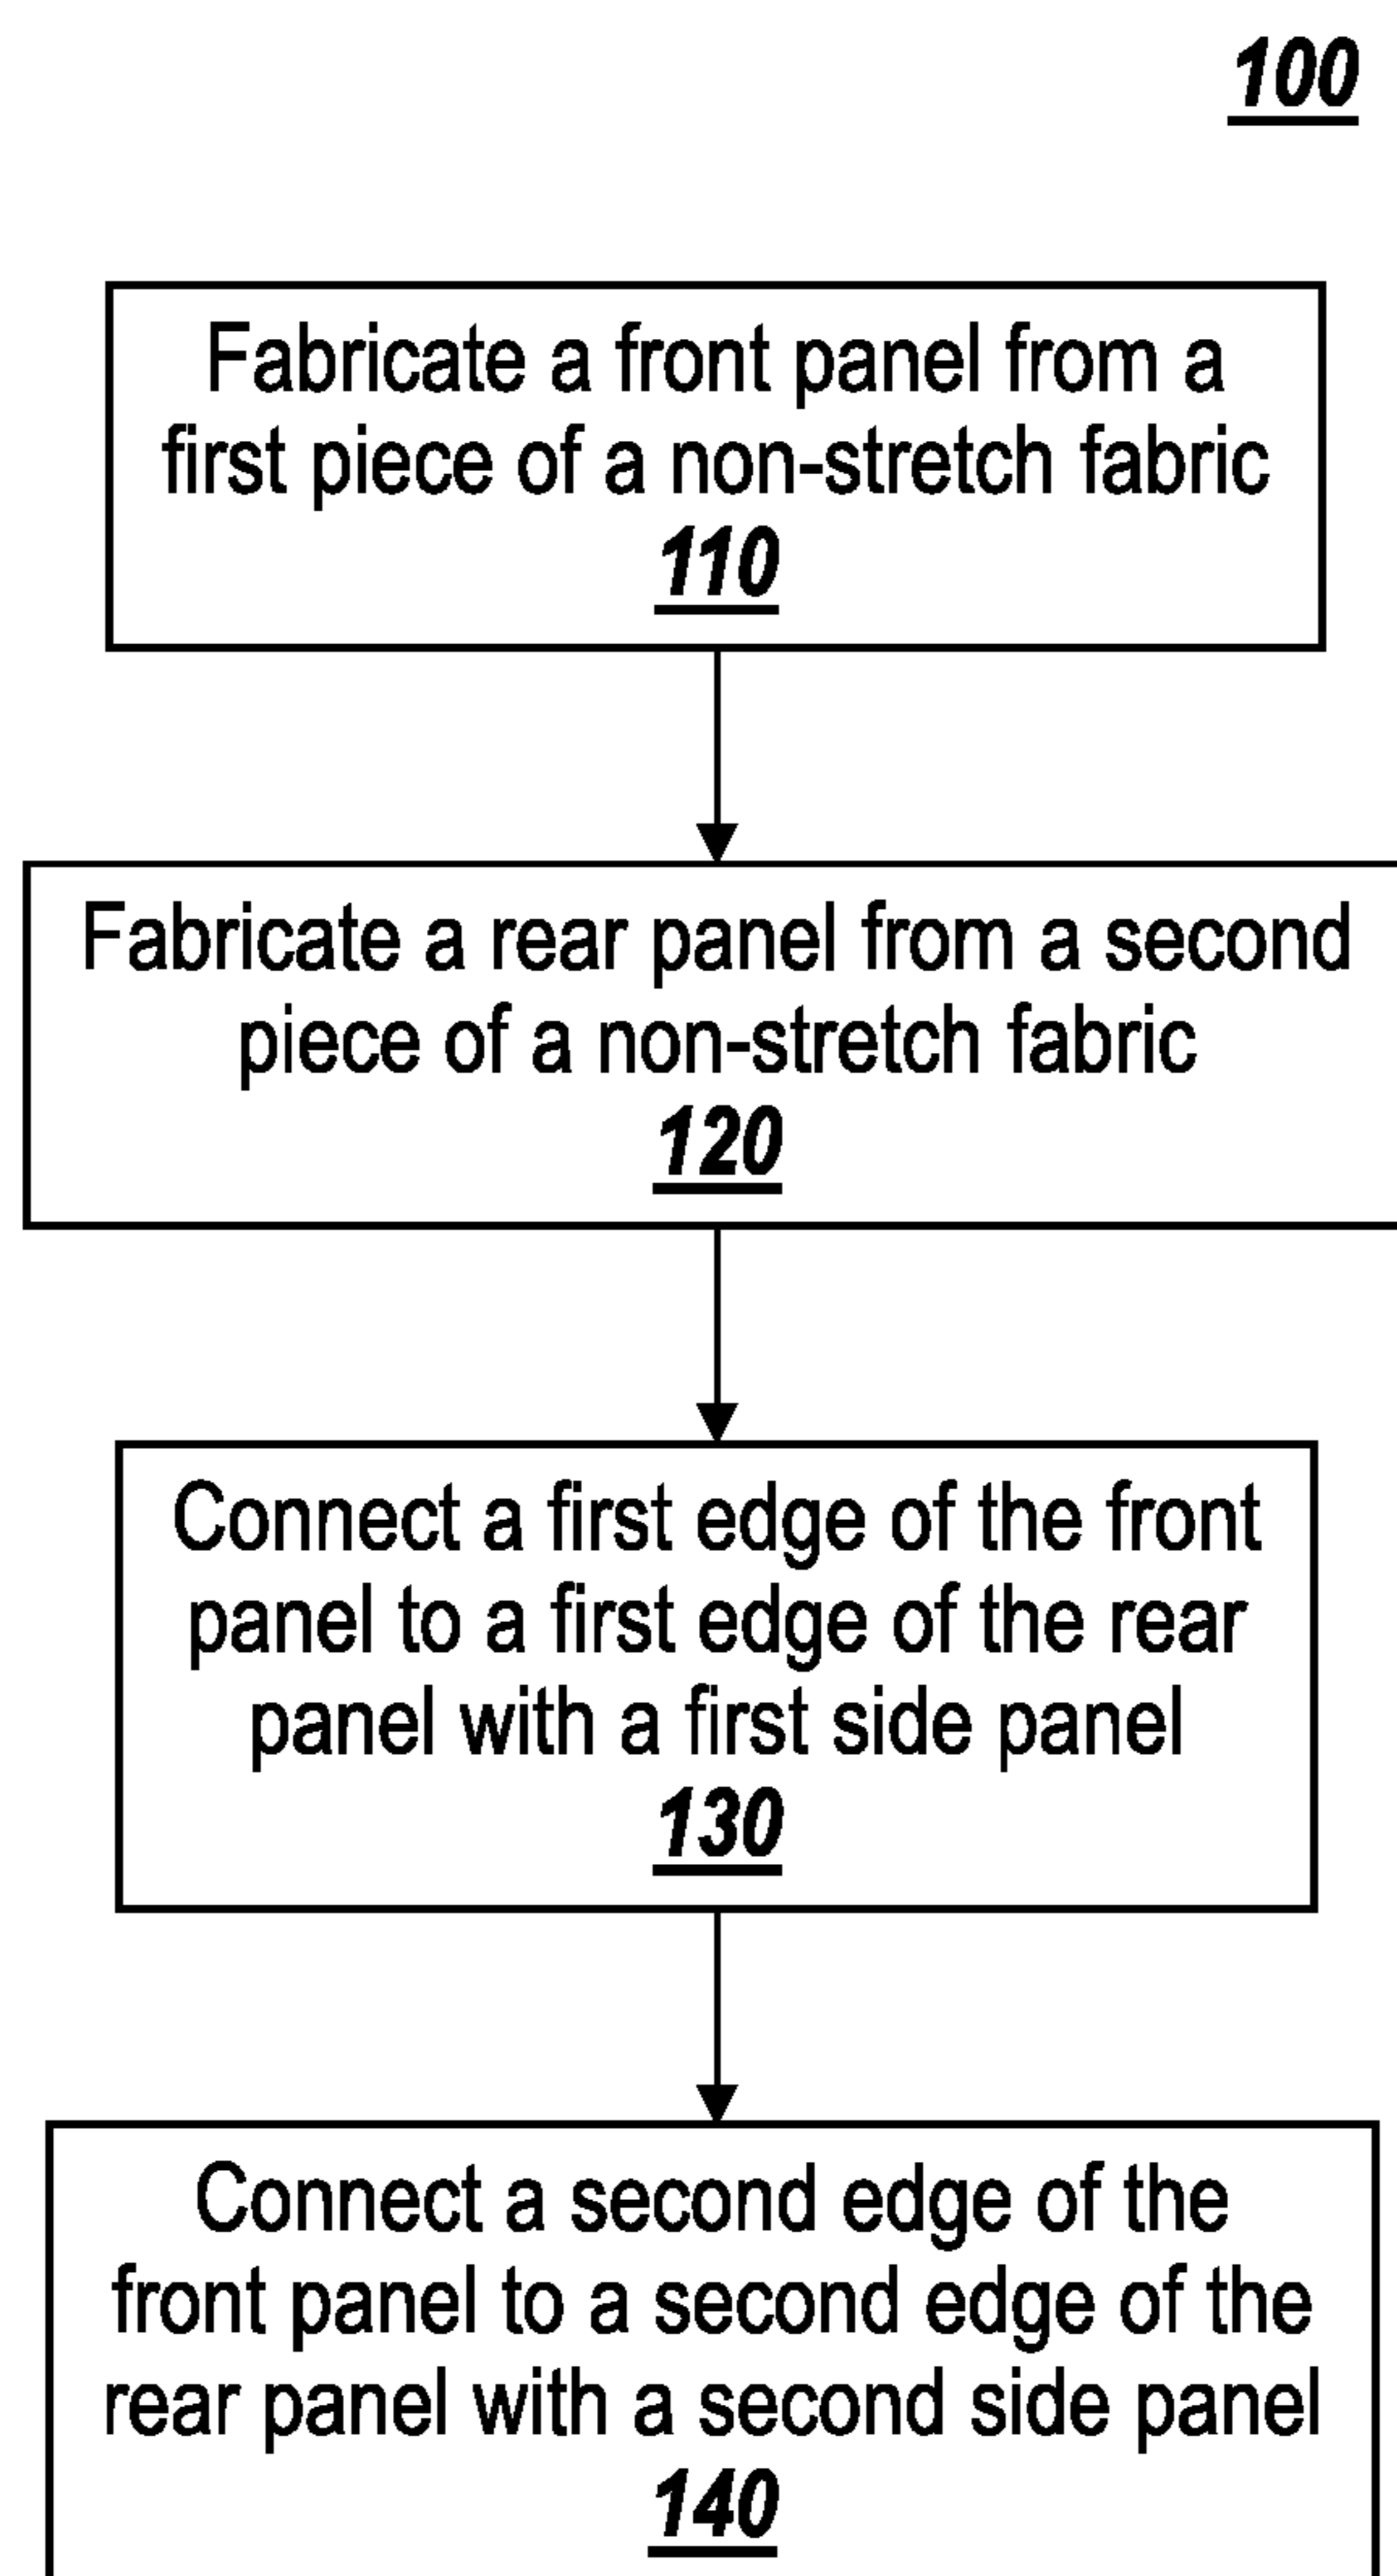 100
Fabricate a front panel from a
first piece of a non-stretch fabric
110
Fabricate a rear panel from a second
piece of a non-stretch fabric
120
Connect a first edge of the front
panel to a first edge of the rear
panel with a first side panel
130
Connect a second edge of the
front panel to a second edge of the
rear panel with a second side panel
140